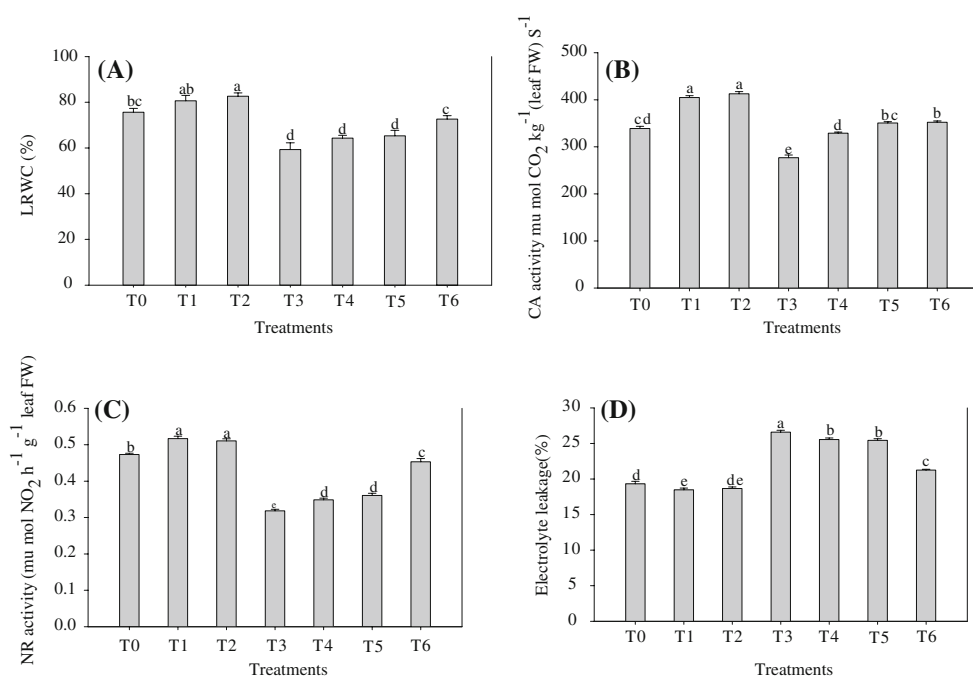 (A)
LRWC (%)
100
80
60
40
20
0
bc
ab
a
d
d
d
c
T0 T1 T2 T3 T4 T5 T6
Treatments
(B)
CA activity mu mol CO2 kg-1 (leaf FW) S-1
500
400
300
200
100
0
cd
a
a
e
d
bc
b
T0 T1 T2 T3 T4 T5 T6
Treatments
(C)
NR activity (mu mol NO2 h-1 g-1 leaf FW)
0.6
0.5
0.4
0.3
0.2
0.1
0.0
b
a
a
e
d
d
c
T0 T1 T2 T3 T4 T5 T6
Treatments
(D)
Electrolyte leakage(%)
30
25
20
15
10
5
0
d
e
de
a
b
b
c
T0 T1 T2 T3 T4 T5 T6
Treatments